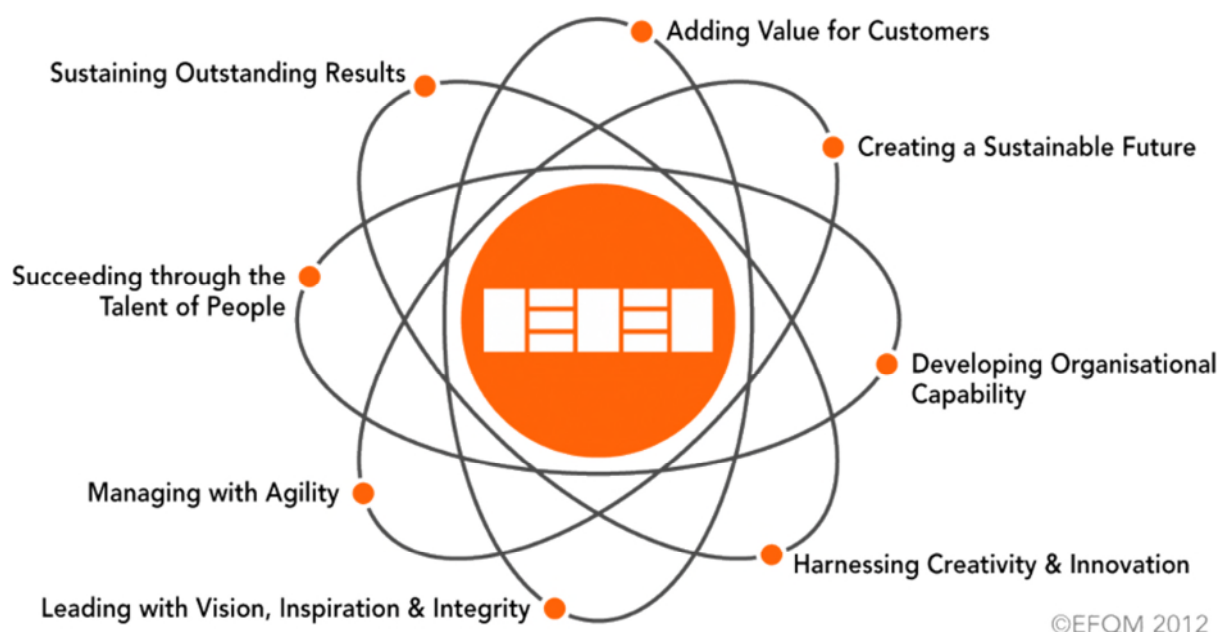 Adding Value for Customers
Sustaining Outstanding Results
Creating a Sustainable Future
Succeeding through the
Talent of People
Developing Organisational
Capability
Managing with Agility
Harnessing Creativity & Innovation
Leading with Vision, Inspiration & Integrity
©EFQM 2012